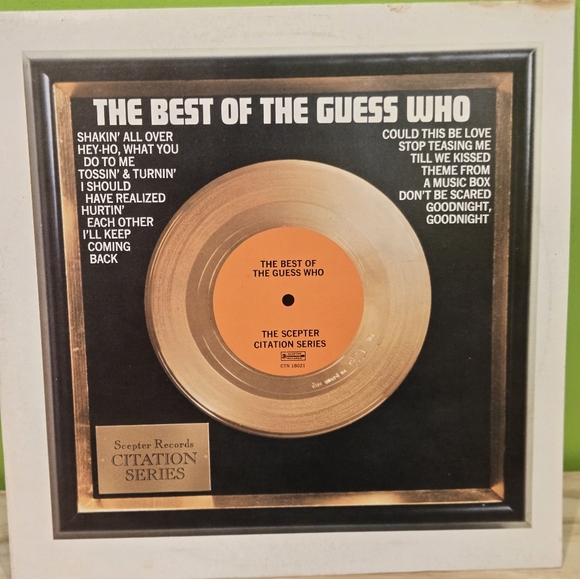 THE BEST OF THE GUESS WHO
SHAKIN' ALL OVER
HEY-HO, WHAT YOU
DO TO ME
TOSSIN' & TURNIN'
I SHOULD
HAVE REALIZED
HURTIN'
EACH OTHER
I'LL KEEP
COMING
BACK
COULD THIS BE LOVE
STOP TEASING ME
TILL WE KISSED
THEME FROM
A MUSIC BOX
DON'T BE SCARED
GOODNIGHT,
GOODNIGHT
THE BEST OF
THE GUESS WHO
THE SCEPTER
CITATION SERIES
CTN 18021
Scepter Records
CITATION
SERIES